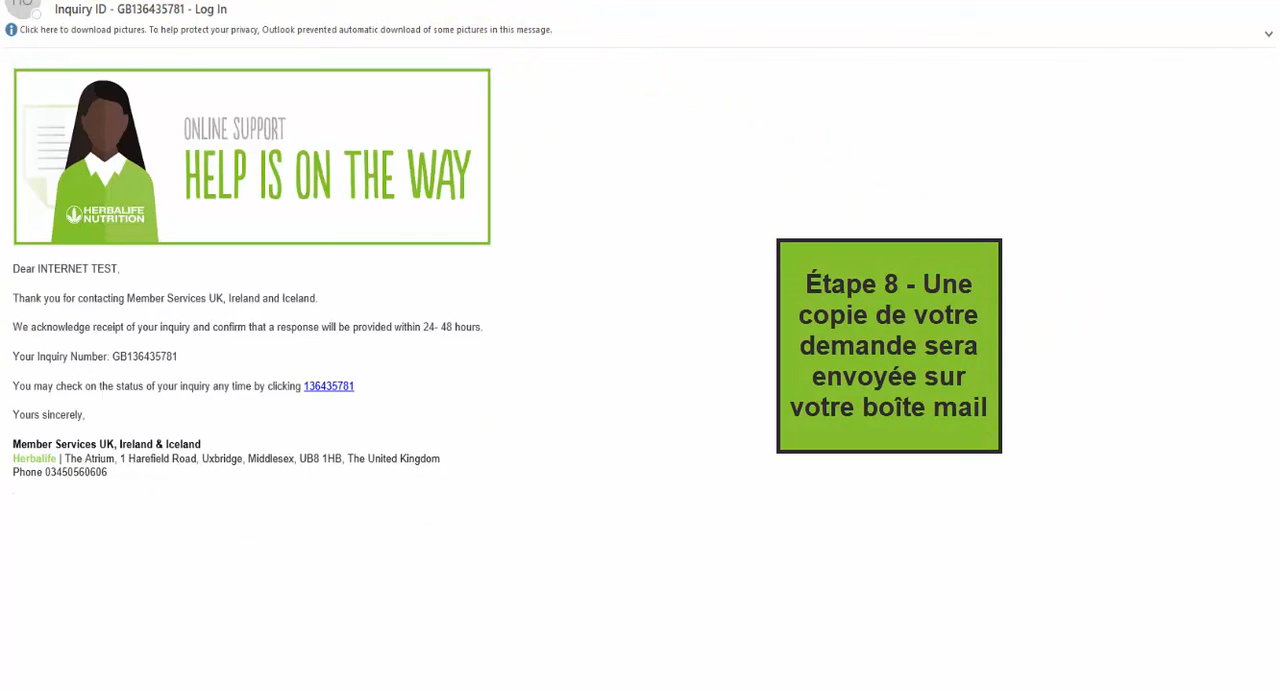 Inquiry ID - GB136435781 - Log In
Click here to download pictures. To help protect your privacy, Outlook prevented automatic download of some pictures in this message.
ONLINE SUPPORT
HELP IS ON THE WAY
HERBALIFE
NUTRITION
Dear INTERNET TEST,
Thank you for contacting Member Services UK, Ireland and Iceland.
We acknowledge receipt of your inquiry and confirm that a response will be provided within 24- 48 hours.
Your Inquiry Number: GB136435781
You may check on the status of your inquiry any time by clicking 136435781
Yours sincerely,
Member Services UK, Ireland & Iceland
Herbalife | The Atrium, 1 Harefield Road, Uxbridge, Middlesex, UB8 1HB, The United Kingdom
Phone 03450560606
Étape 8 - Une
copie de votre
demande sera
envoyée sur
votre boîte mail